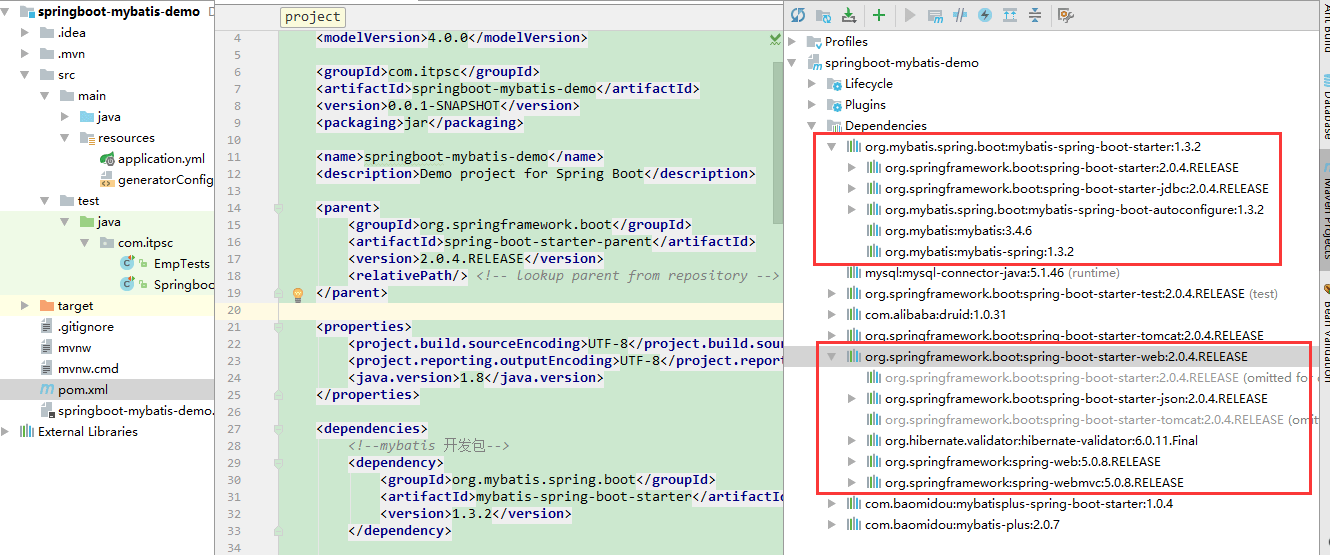 springboot-mybatis-demo
.idea
.mvn
src
main
java
resources
application.yml
generatorConfig
test
java
com.itpsc
EmpTests
Springboo
target
.gitignore
mvnw
mvnw.cmd
pom.xml
springboot-mybatis-demo.
External Libraries
project
4 <modelVersion>4.0.0</modelVersion>
5
6 <groupId>com.itpsc</groupId>
7 <artifactId>springboot-mybatis-demo</artifactId>
8 <version>0.0.1-SNAPSHOT</version>
9 <packaging>jar</packaging>
10
11 <name>springboot-mybatis-demo</name>
12 <description>Demo project for Spring Boot</description>
13
14 <parent>
15 <groupId>org.springframework.boot</groupId>
16 <artifactId>spring-boot-starter-parent</artifactId>
17 <version>2.0.4.RELEASE</version>
18 <relativePath/> <!-- lookup parent from repository -->
19 </parent>
20
21 <properties>
22 <project.build.sourceEncoding>UTF-8</project.build.sou
23 <project.reporting.outputEncoding>UTF-8</project.repor
24 <java.version>1.8</java.version>
25 </properties>
26
27 <dependencies>
28 <!--mybatis 开发包-->
29 <dependency>
30 <groupId>org.mybatis.spring.boot</groupId>
31 <artifactId>mybatis-spring-boot-starter</artifactI
32 <version>1.3.2</version>
33 </dependency>
34
Profiles
springboot-mybatis-demo
Lifecycle
Plugins
Dependencies
org.mybatis.spring.boot:mybatis-spring-boot-starter:1.3.2
org.springframework.boot:spring-boot-starter:2.0.4.RELEASE
org.springframework.boot:spring-boot-starter-jdbc:2.0.4.RELEASE
org.mybatis.spring.boot:mybatis-spring-boot-autoconfigure:1.3.2
org.mybatis:mybatis:3.4.6
org.mybatis:mybatis-spring:1.3.2
mysql:mysql-connector-java:5.1.46 (runtime)
org.springframework.boot:spring-boot-starter-test:2.0.4.RELEASE (test)
com.alibaba:druid:1.0.31
org.springframework.boot:spring-boot-starter-tomcat:2.0.4.RELEASE
org.springframework.boot:spring-boot-starter-web:2.0.4.RELEASE
org.springframework.boot:spring-boot-starter:2.0.4.RELEASE (omitted for
org.springframework.boot:spring-boot-starter-json:2.0.4.RELEASE
org.springframework.boot:spring-boot-starter-tomcat:2.0.4.RELEASE (omit
org.hibernate.validator:hibernate-validator:6.0.11.Final
org.springframework:spring-web:5.0.8.RELEASE
org.springframework:spring-webmvc:5.0.8.RELEASE
com.baomidou:mybatisplus-spring-boot-starter:1.0.4
com.baomidou:mybatis-plus:2.0.7
Ant Build
Database
Maven Projects
Bean Validation